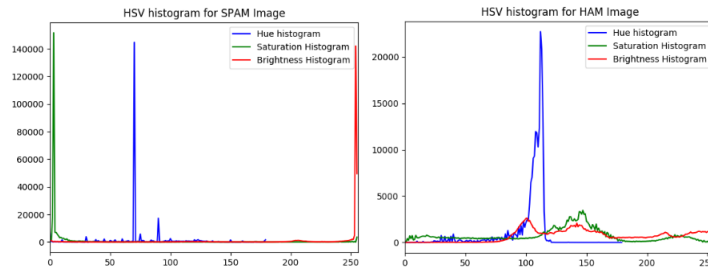 HSV histogram for SPAM Image
Hue histogram
Saturation Histogram
Brightness Histogram
140000
120000
100000
80000
60000
40000
20000
0
0 50 100 150 200 250
HSV histogram for HAM Image
Hue histogram
Saturation Histogram
Brightness Histogram
20000
15000
10000
5000
0
0 50 100 150 200 250